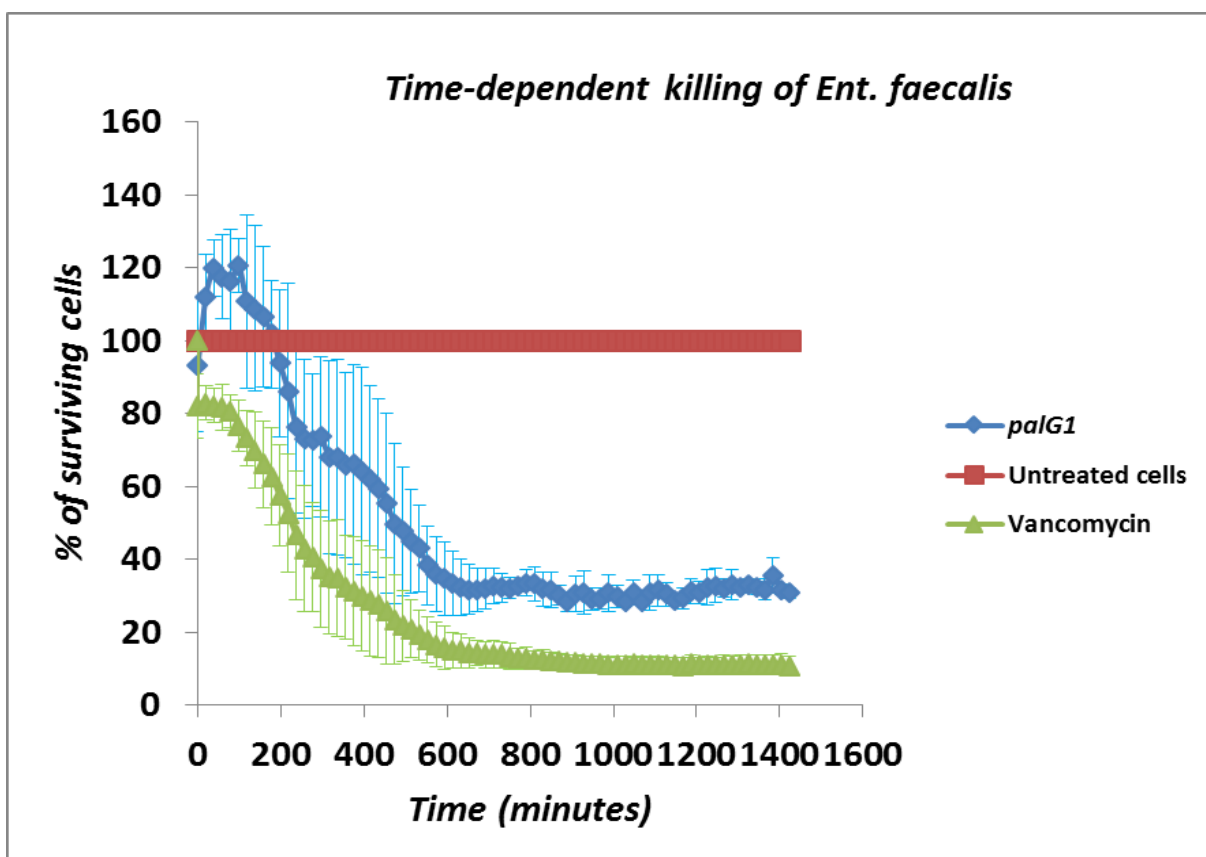 Time-dependent killing of Ent. faecalis
160
140
120
100
80
60
40
20
0
% of surviving cells
0 200 400 600 800 1000 1200 1400 1600
Time (minutes)
palG1
Untreated cells
Vancomycin